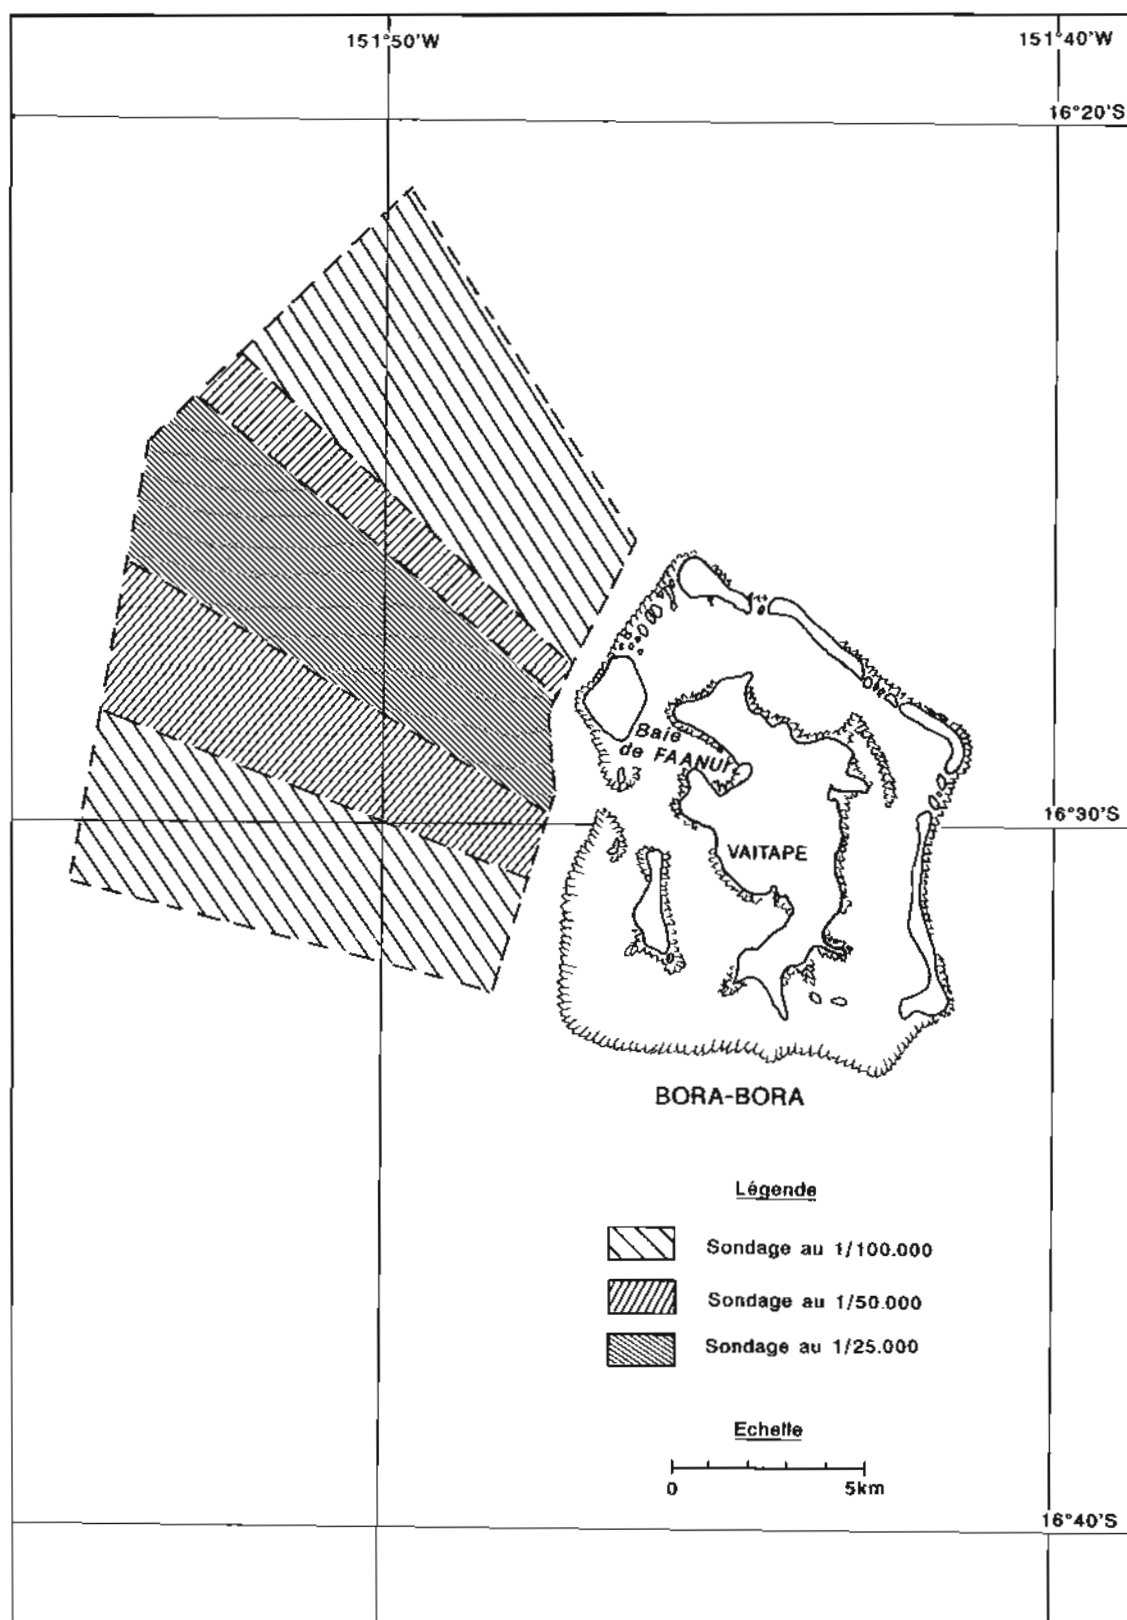 151°50'W
151°40'W
16°20'S
Baie
de FAANUI
16°30'S
VAITAPE
BORA-BORA
Légende
Sondage au 1/100.000
Sondage au 1/50.000
Sondage au 1/25.000
Echelle
0
5km
16°40'S